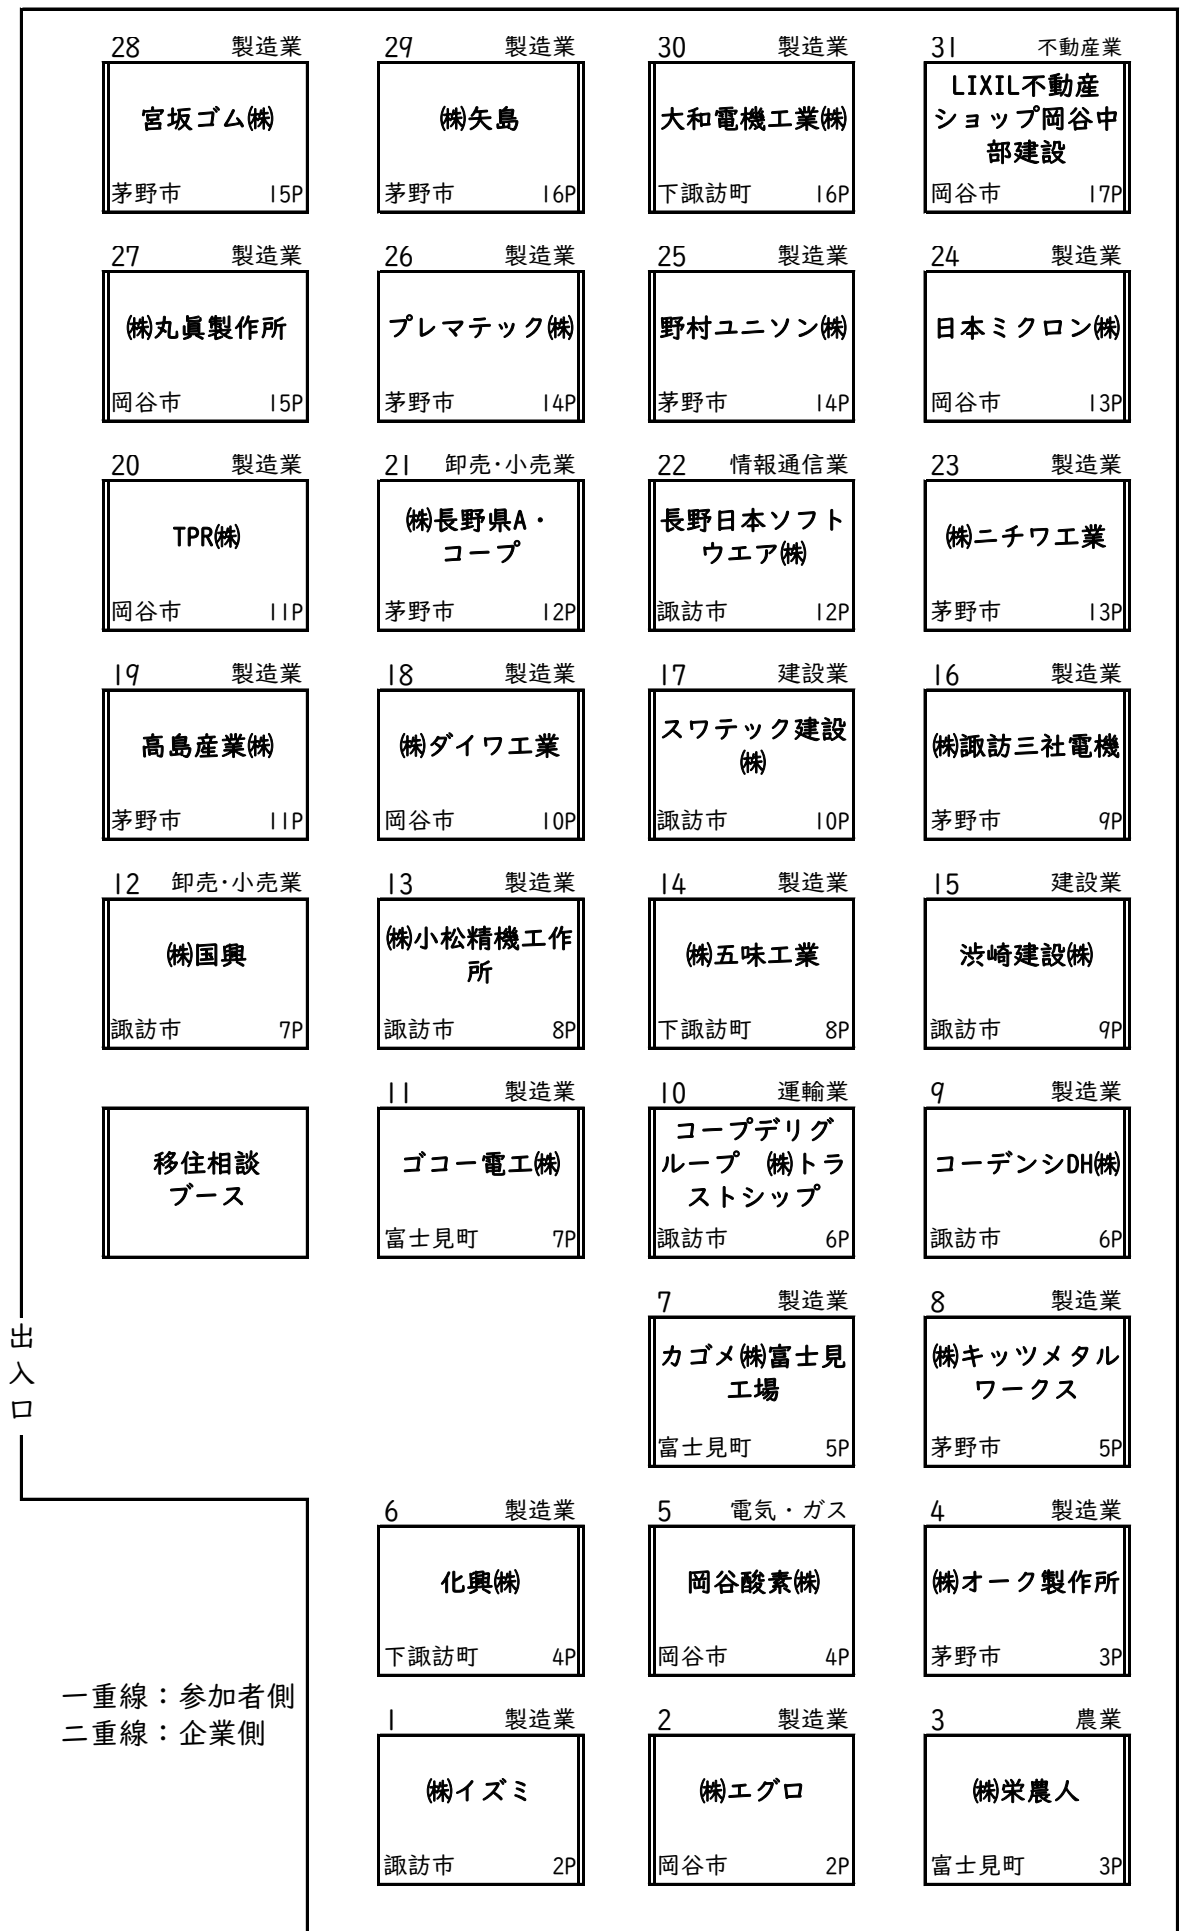 28 製造業
宮坂ゴム㈱
茅野市 15P
29 製造業
㈱矢島
茅野市 16P
30 製造業
大和電機工業㈱
下諏訪町 16P
31 不動産業
LIXIL不動産
ショップ岡谷中
部建設
岡谷市 17P
27 製造業
㈱丸眞製作所
岡谷市 15P
26 製造業
プレマテック㈱
茅野市 14P
25 製造業
野村ユニソン㈱
茅野市 14P
24 製造業
日本ミクロン㈱
岡谷市 13P
20 製造業
TPR㈱
岡谷市 11P
21 卸売・小売業
㈱長野県A・
コープ
茅野市 12P
22 情報通信業
長野日本ソフト
ウエア㈱
諏訪市 12P
23 製造業
㈱ニチワ工業
茅野市 13P
19 製造業
高島産業㈱
茅野市 11P
18 製造業
㈱ダイワ工業
岡谷市 10P
17 建設業
スワテック建設
㈱
諏訪市 10P
16 製造業
㈱諏訪三社電機
茅野市 9P
12 卸売・小売業
㈱国興
諏訪市 7P
13 製造業
㈱小松精機工作
所
諏訪市 8P
14 製造業
㈱五味工業
下諏訪町 8P
15 建設業
渋崎建設㈱
諏訪市 9P
移住相談
ブース
11 製造業
ゴコー電工㈱
富士見町 7P
10 運輸業
コープデリグ
ループ ㈱トラ
ストシップ
諏訪市 6P
9 製造業
コーデンシDH㈱
諏訪市 6P
出
入
口
7 製造業
カゴメ㈱富士見
工場
富士見町 5P
8 製造業
㈱キッツメタル
ワークス
茅野市 5P
6 製造業
化興㈱
下諏訪町 4P
5 電気・ガス
岡谷酸素㈱
岡谷市 4P
4 製造業
㈱オーク製作所
茅野市 3P
一重線：参加者側
二重線：企業側
1 製造業
㈱イズミ
諏訪市 2P
2 製造業
㈱エグロ
岡谷市 2P
3 農業
㈱栄農人
富士見町 3P